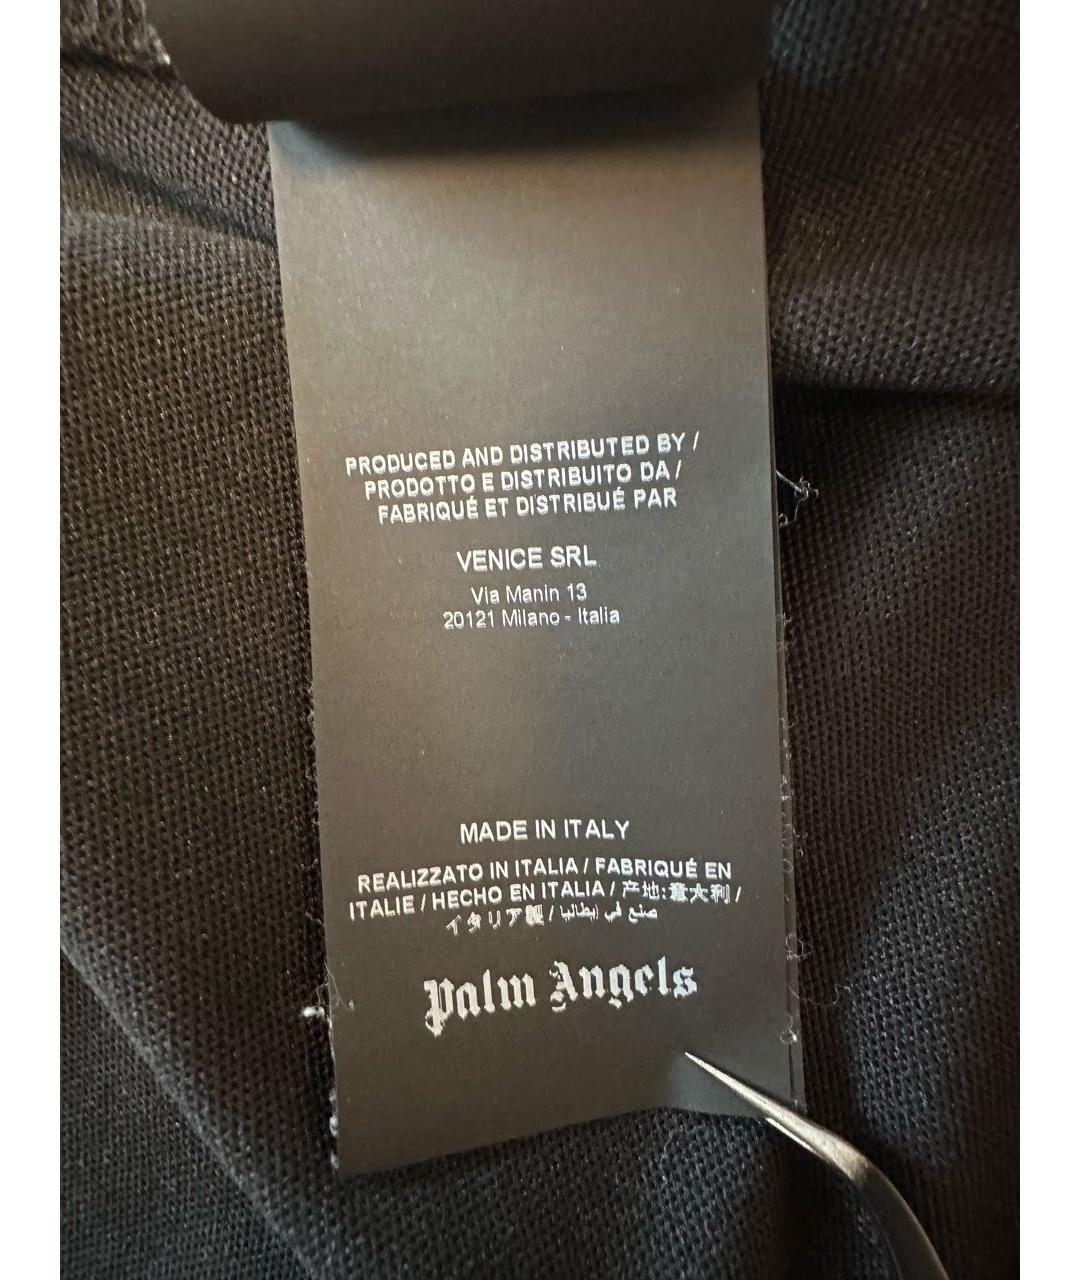 PRODUCED AND DISTRIBUTED BY /
PRODOTTO E DISTRIBUITO DA /
FABRIQUÉ ET DISTRIBUÉ PAR
VENICE SRL
Via Manin 13
20121 Milano - Italia
MADE IN ITALY
REALIZZATO IN ITALIA / FABRIQUÉ EN
ITALIE / HECHO EN ITALIA / 产地:意大利 /
イタリア製 / صنع في إيطاليا
Palm Angels